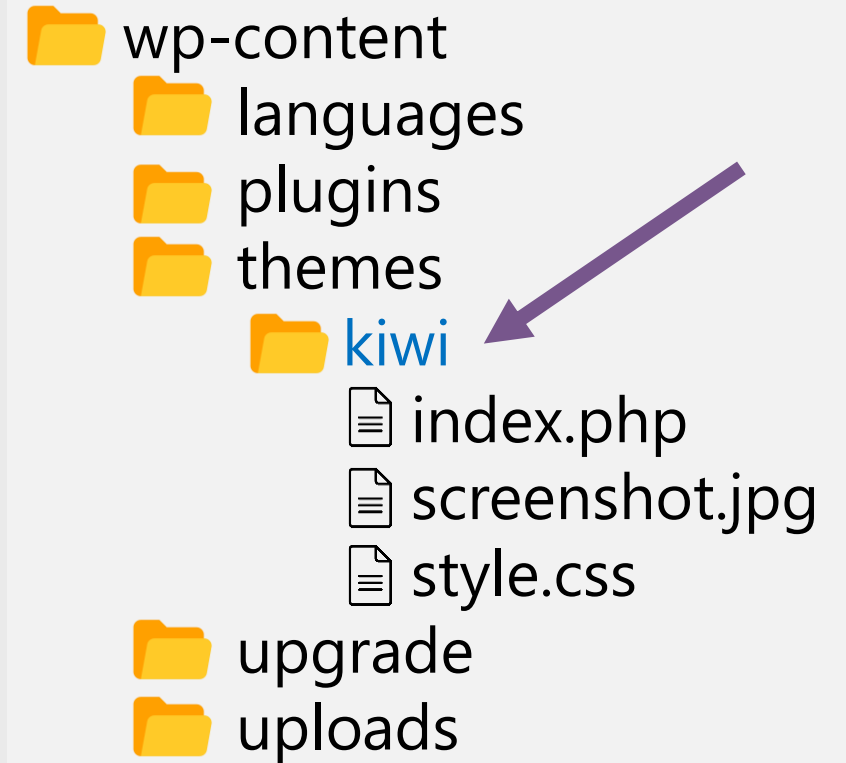 wp-content
languages
plugins
themes
kiwi
index.php
screenshot.jpg
style.css
upgrade
uploads